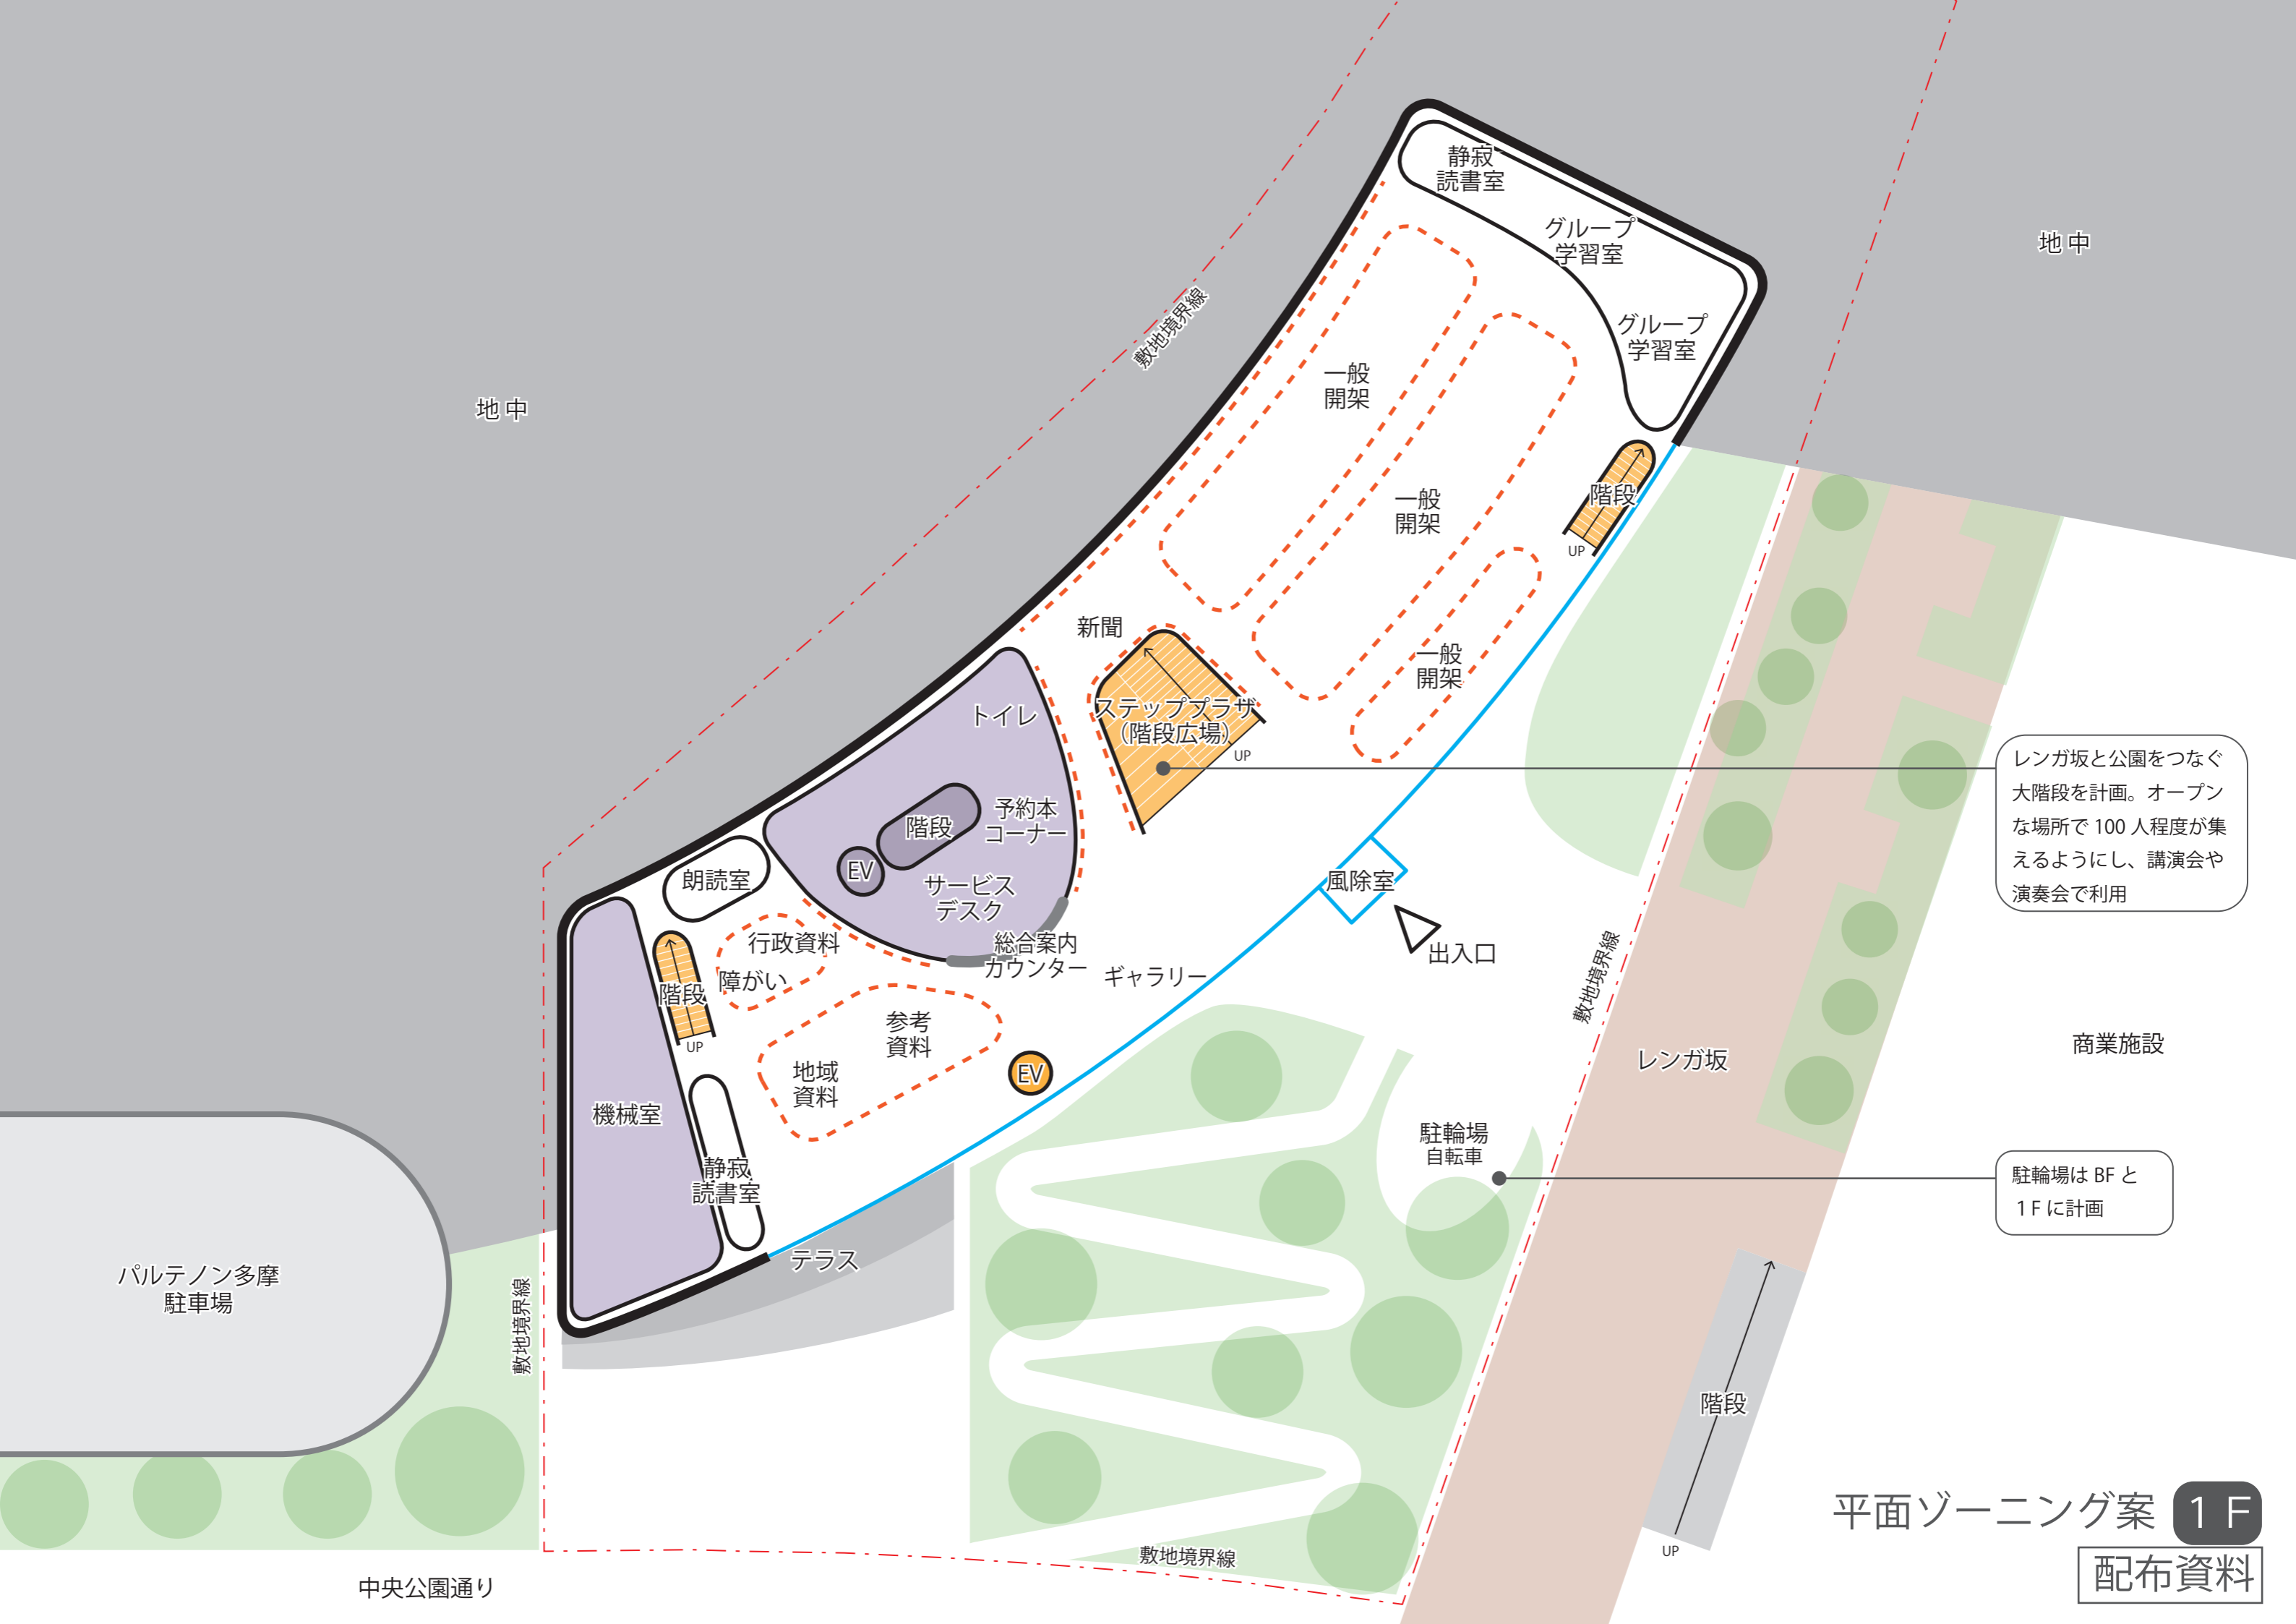 静寂
読書室
グループ
学習室
地 中
グループ
学習室
敷地境界線
一般
開架
地 中
一般
開架
階段
UP
新聞
一般
開架
トイレ
ステッププラザ
（階段広場）
UP
レンガ坂と公園をつなぐ
大階段を計画。オープン
な場所で 100 人程度が集
えるようにし、講演会や
演奏会で利用
予約本
コーナー
階段
EV
朗読室
サービス
デスク
風除室
総合案内
カウンター
行政資料
障がい
階段
UP
ギャラリー
出入口
敷地境界線
参考
資料
地域
資料
EV
レンガ坂
商業施設
機械室
駐輪場
自転車
静寂
読書室
駐輪場は BF と
１F に計画
テラス
パルテノン多摩
駐車場
敷地境界線
階段
UP
敷地境界線
中央公園通り
平面ゾーニング案 １Ｆ
配布資料